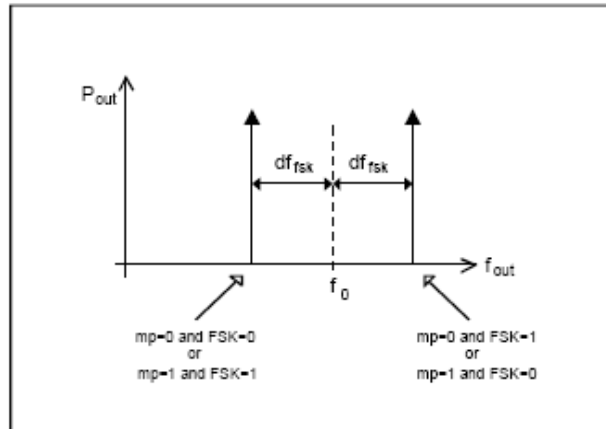 Pout
dffsk dffsk
fout
f0
mp=0 and FSK=0
or
mp=1 and FSK=1
mp=0 and FSK=1
or
mp=1 and FSK=0